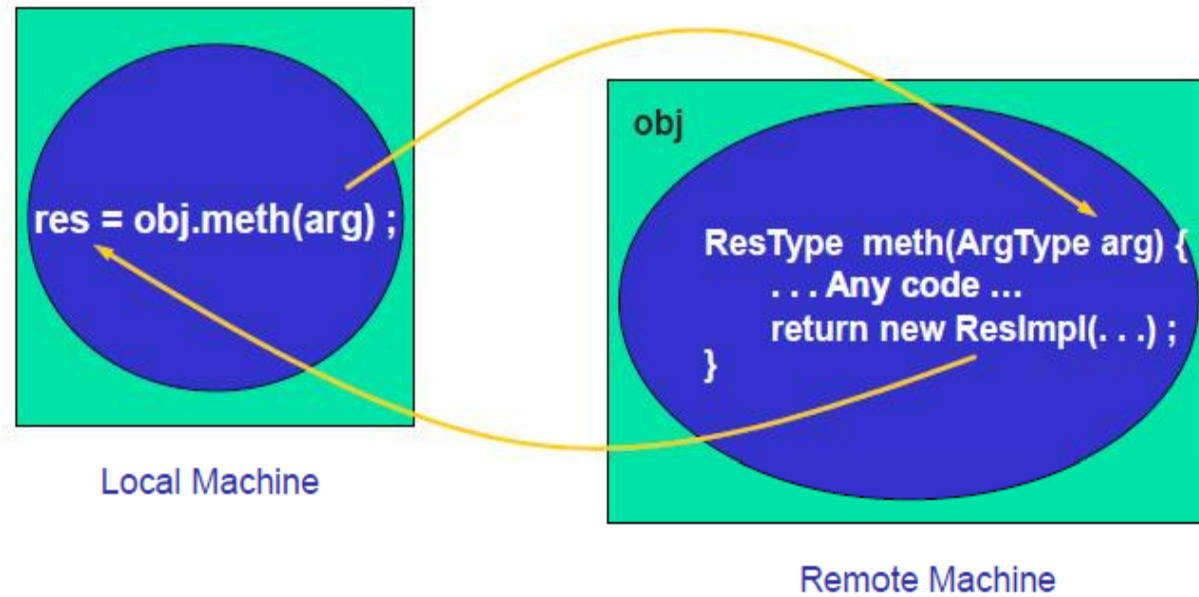 res = obj.meth(arg) ;
Local Machine
obj
ResType meth(ArgType arg) {
. . . Any code ...
return new ResImpl(. . .) ;
}
Remote Machine